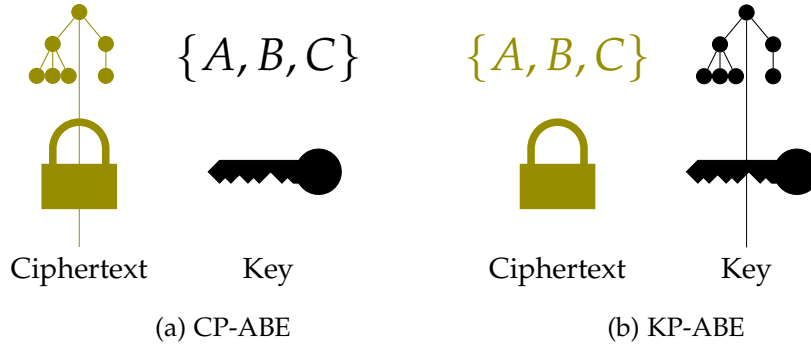 {A, B, C} {A, B, C}
Ciphertext Key Ciphertext Key
(a) CP-ABE (b) KP-ABE